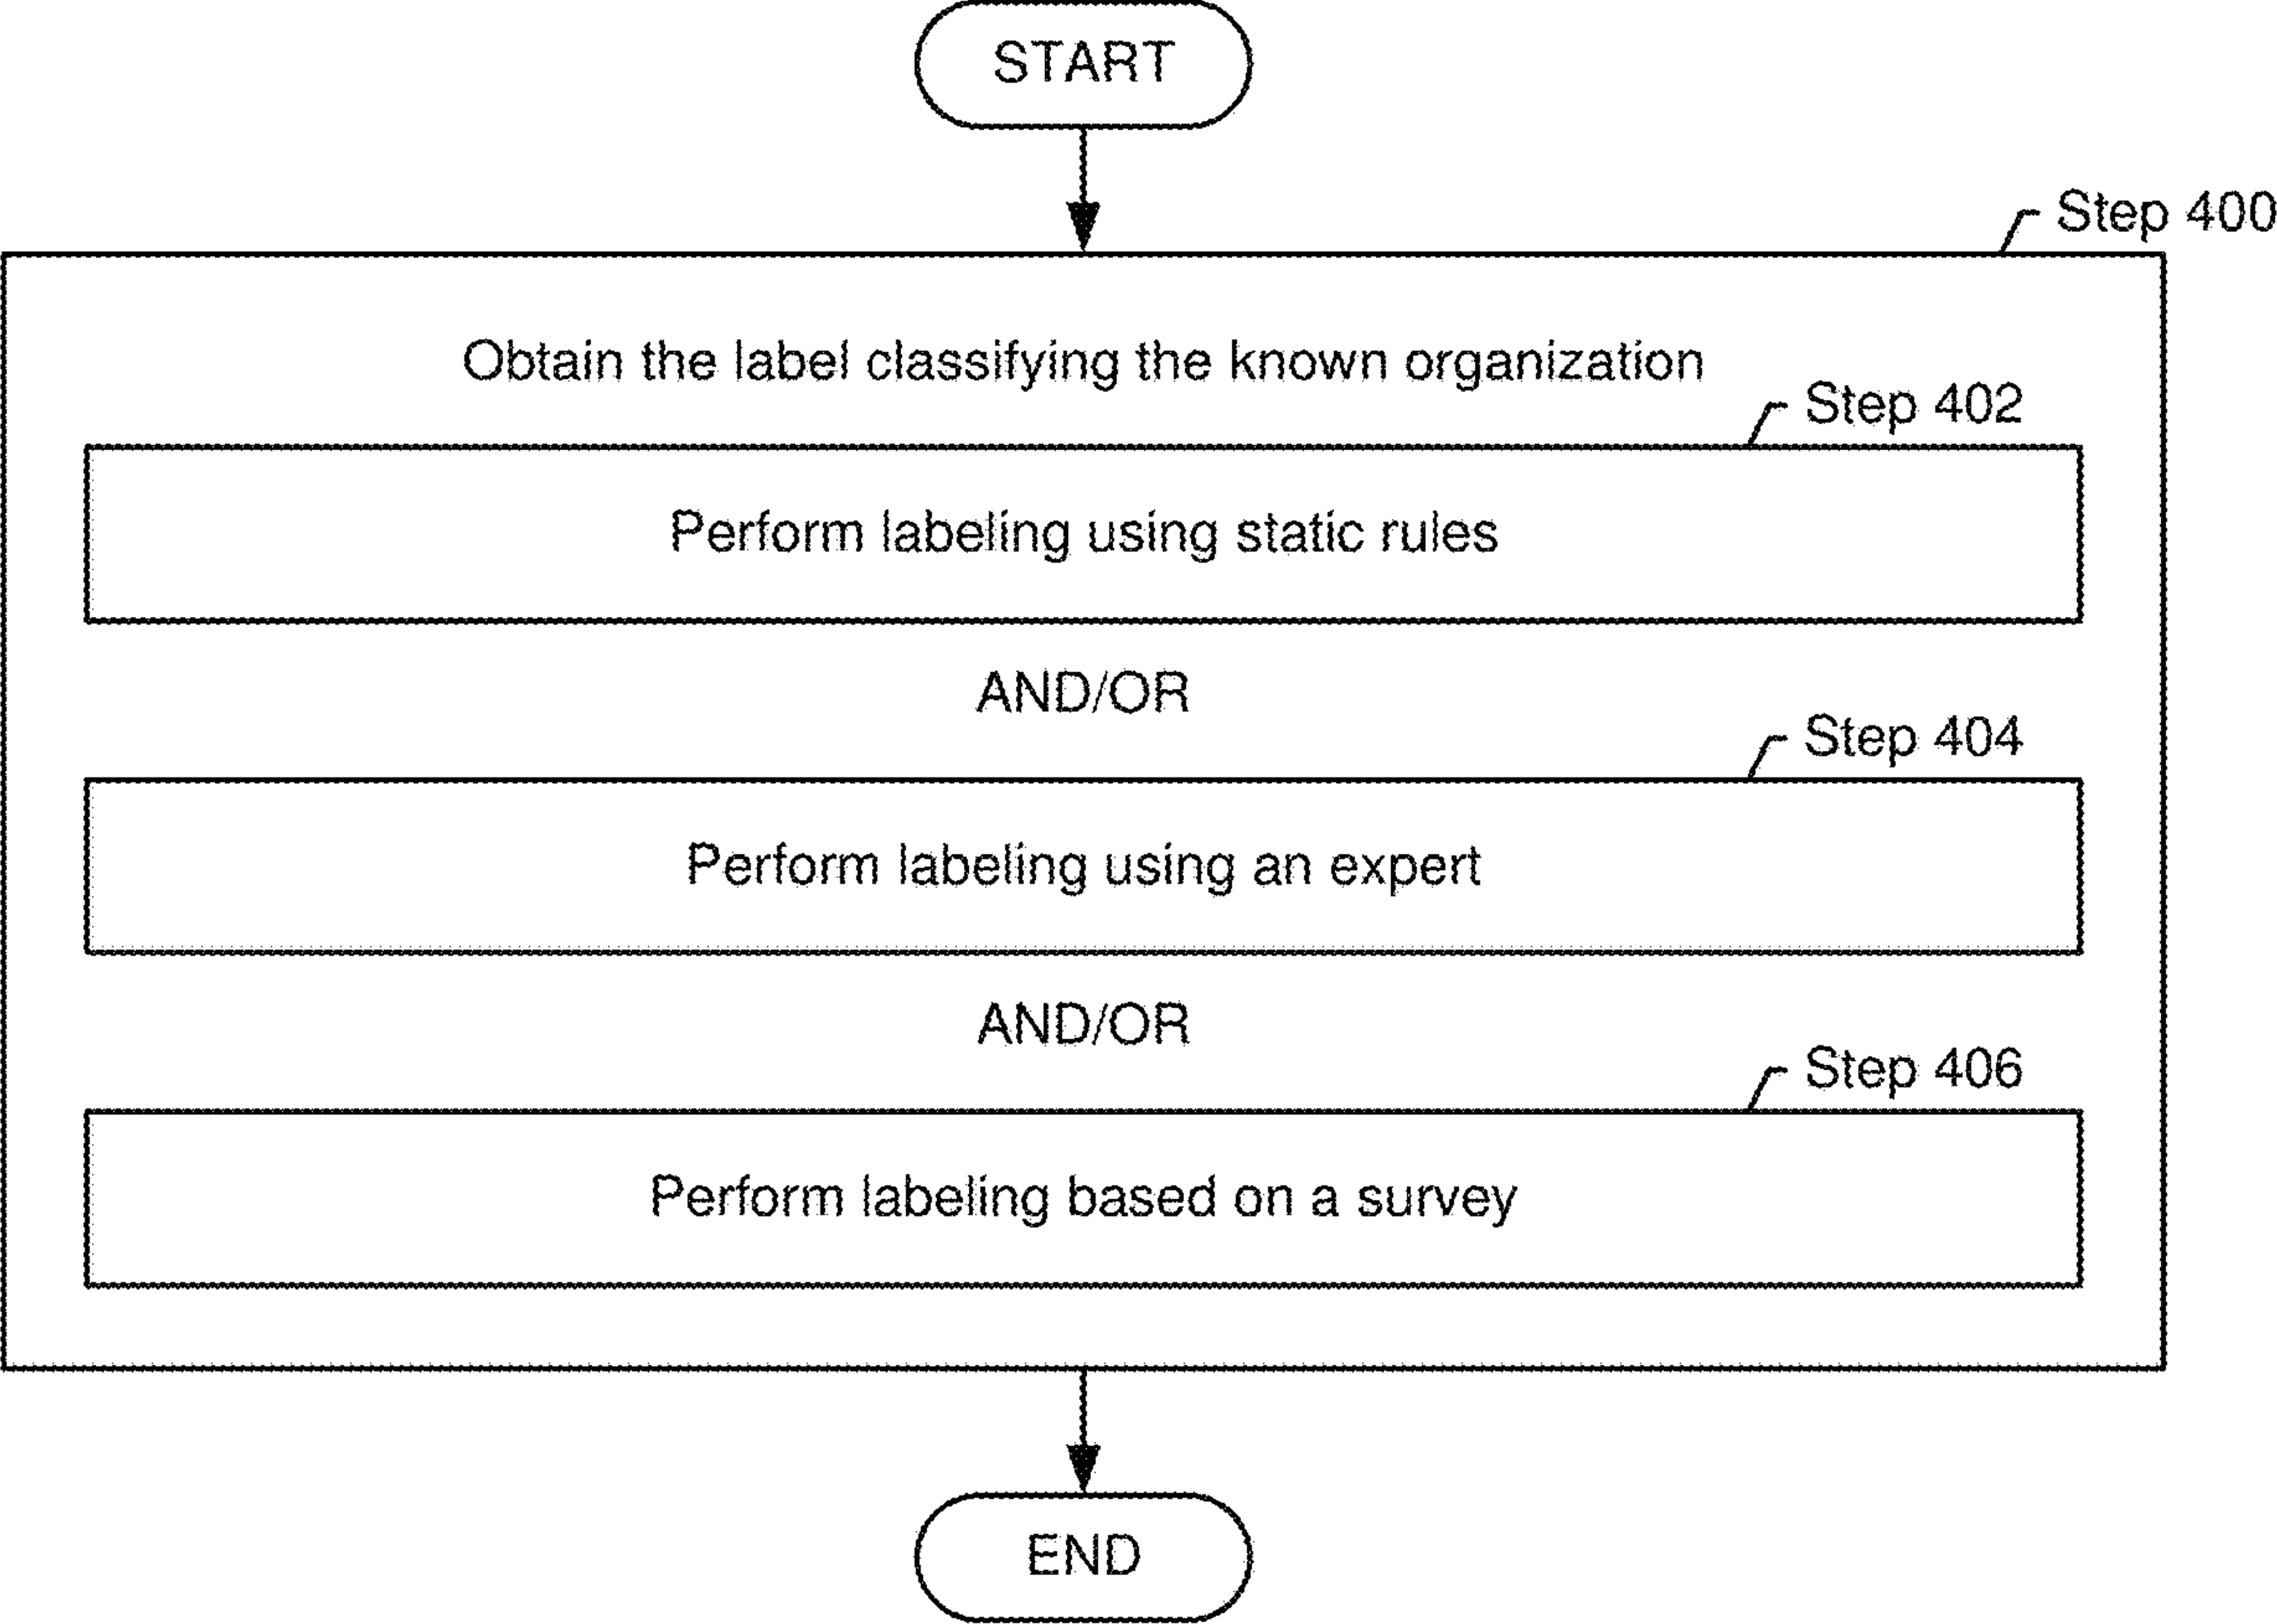 START
Step 400
Obtain the label classifying the known organization
Step 402
Perform labeling using static rules
AND/OR
Step 404
Perform labeling using an expert
AND/OR
Step 406
Perform labeling based on a survey
END